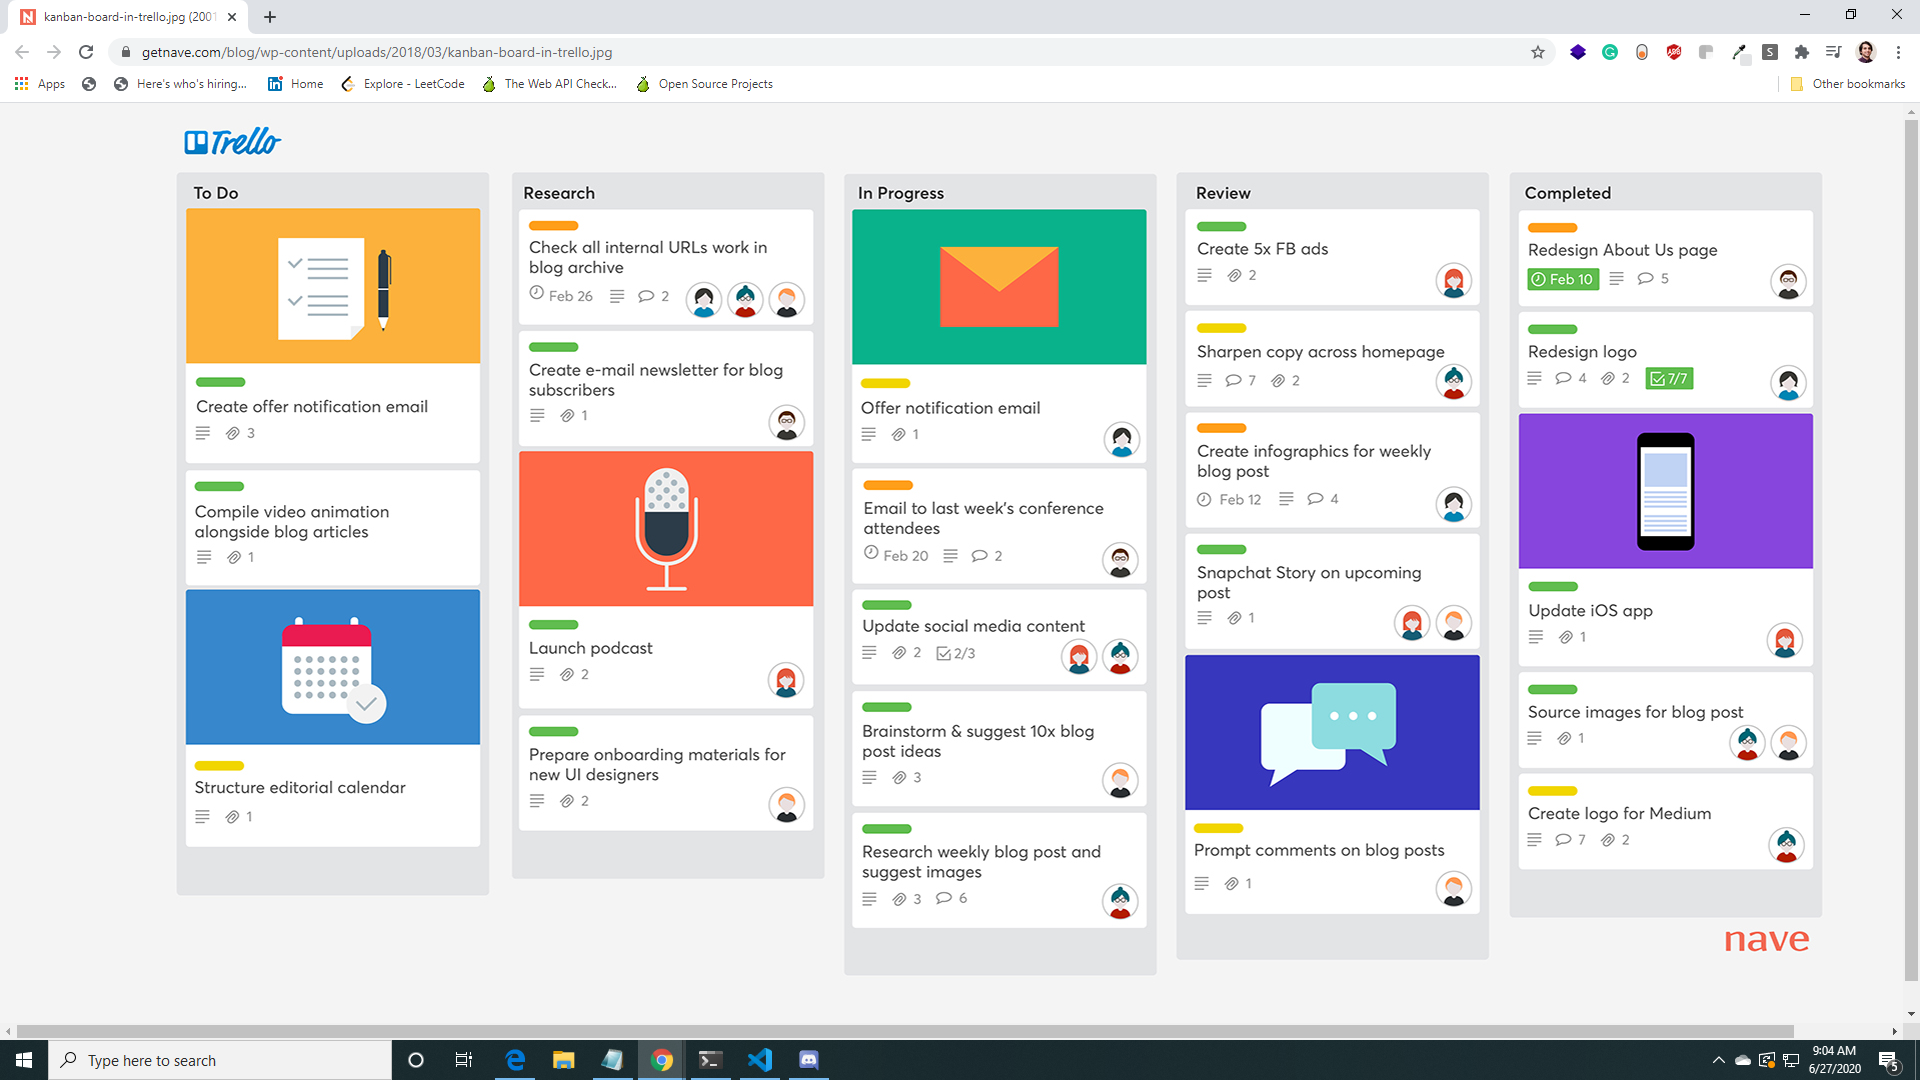 kanban-board-in-trello.jpg (2001
getnave.com/blog/wp-content/uploads/2018/03/kanban-board-in-trello.jpg
Apps
Here's who's hiring...
Home
Explore - LeetCode
The Web API Check...
Open Source Projects
Other bookmarks
Trello
To Do
Create offer notification email
3
Compile video animation
alongside blog articles
1
Structure editorial calendar
1
Research
Check all internal URLs work in
blog archive
Feb 26 2
Create e-mail newsletter for blog
subscribers
1
Launch podcast
2
Prepare onboarding materials for
new UI designers
2
In Progress
Offer notification email
1
Email to last week's conference
attendees
Feb 20 2
Update social media content
2 2/3
Brainstorm & suggest 10x blog
post ideas
3
Research weekly blog post and
suggest images
3 6
Review
Create 5x FB ads
2
Sharpen copy across homepage
7 2
Create infographics for weekly
blog post
Feb 12 4
Snapchat Story on upcoming
post
1
Prompt comments on blog posts
1
Completed
Redesign About Us page
Feb 10 5
Redesign logo
4 2 7/7
Update iOS app
1
Source images for blog post
1
Create logo for Medium
7 2
nave
Type here to search
9:04 AM
6/27/2020
5